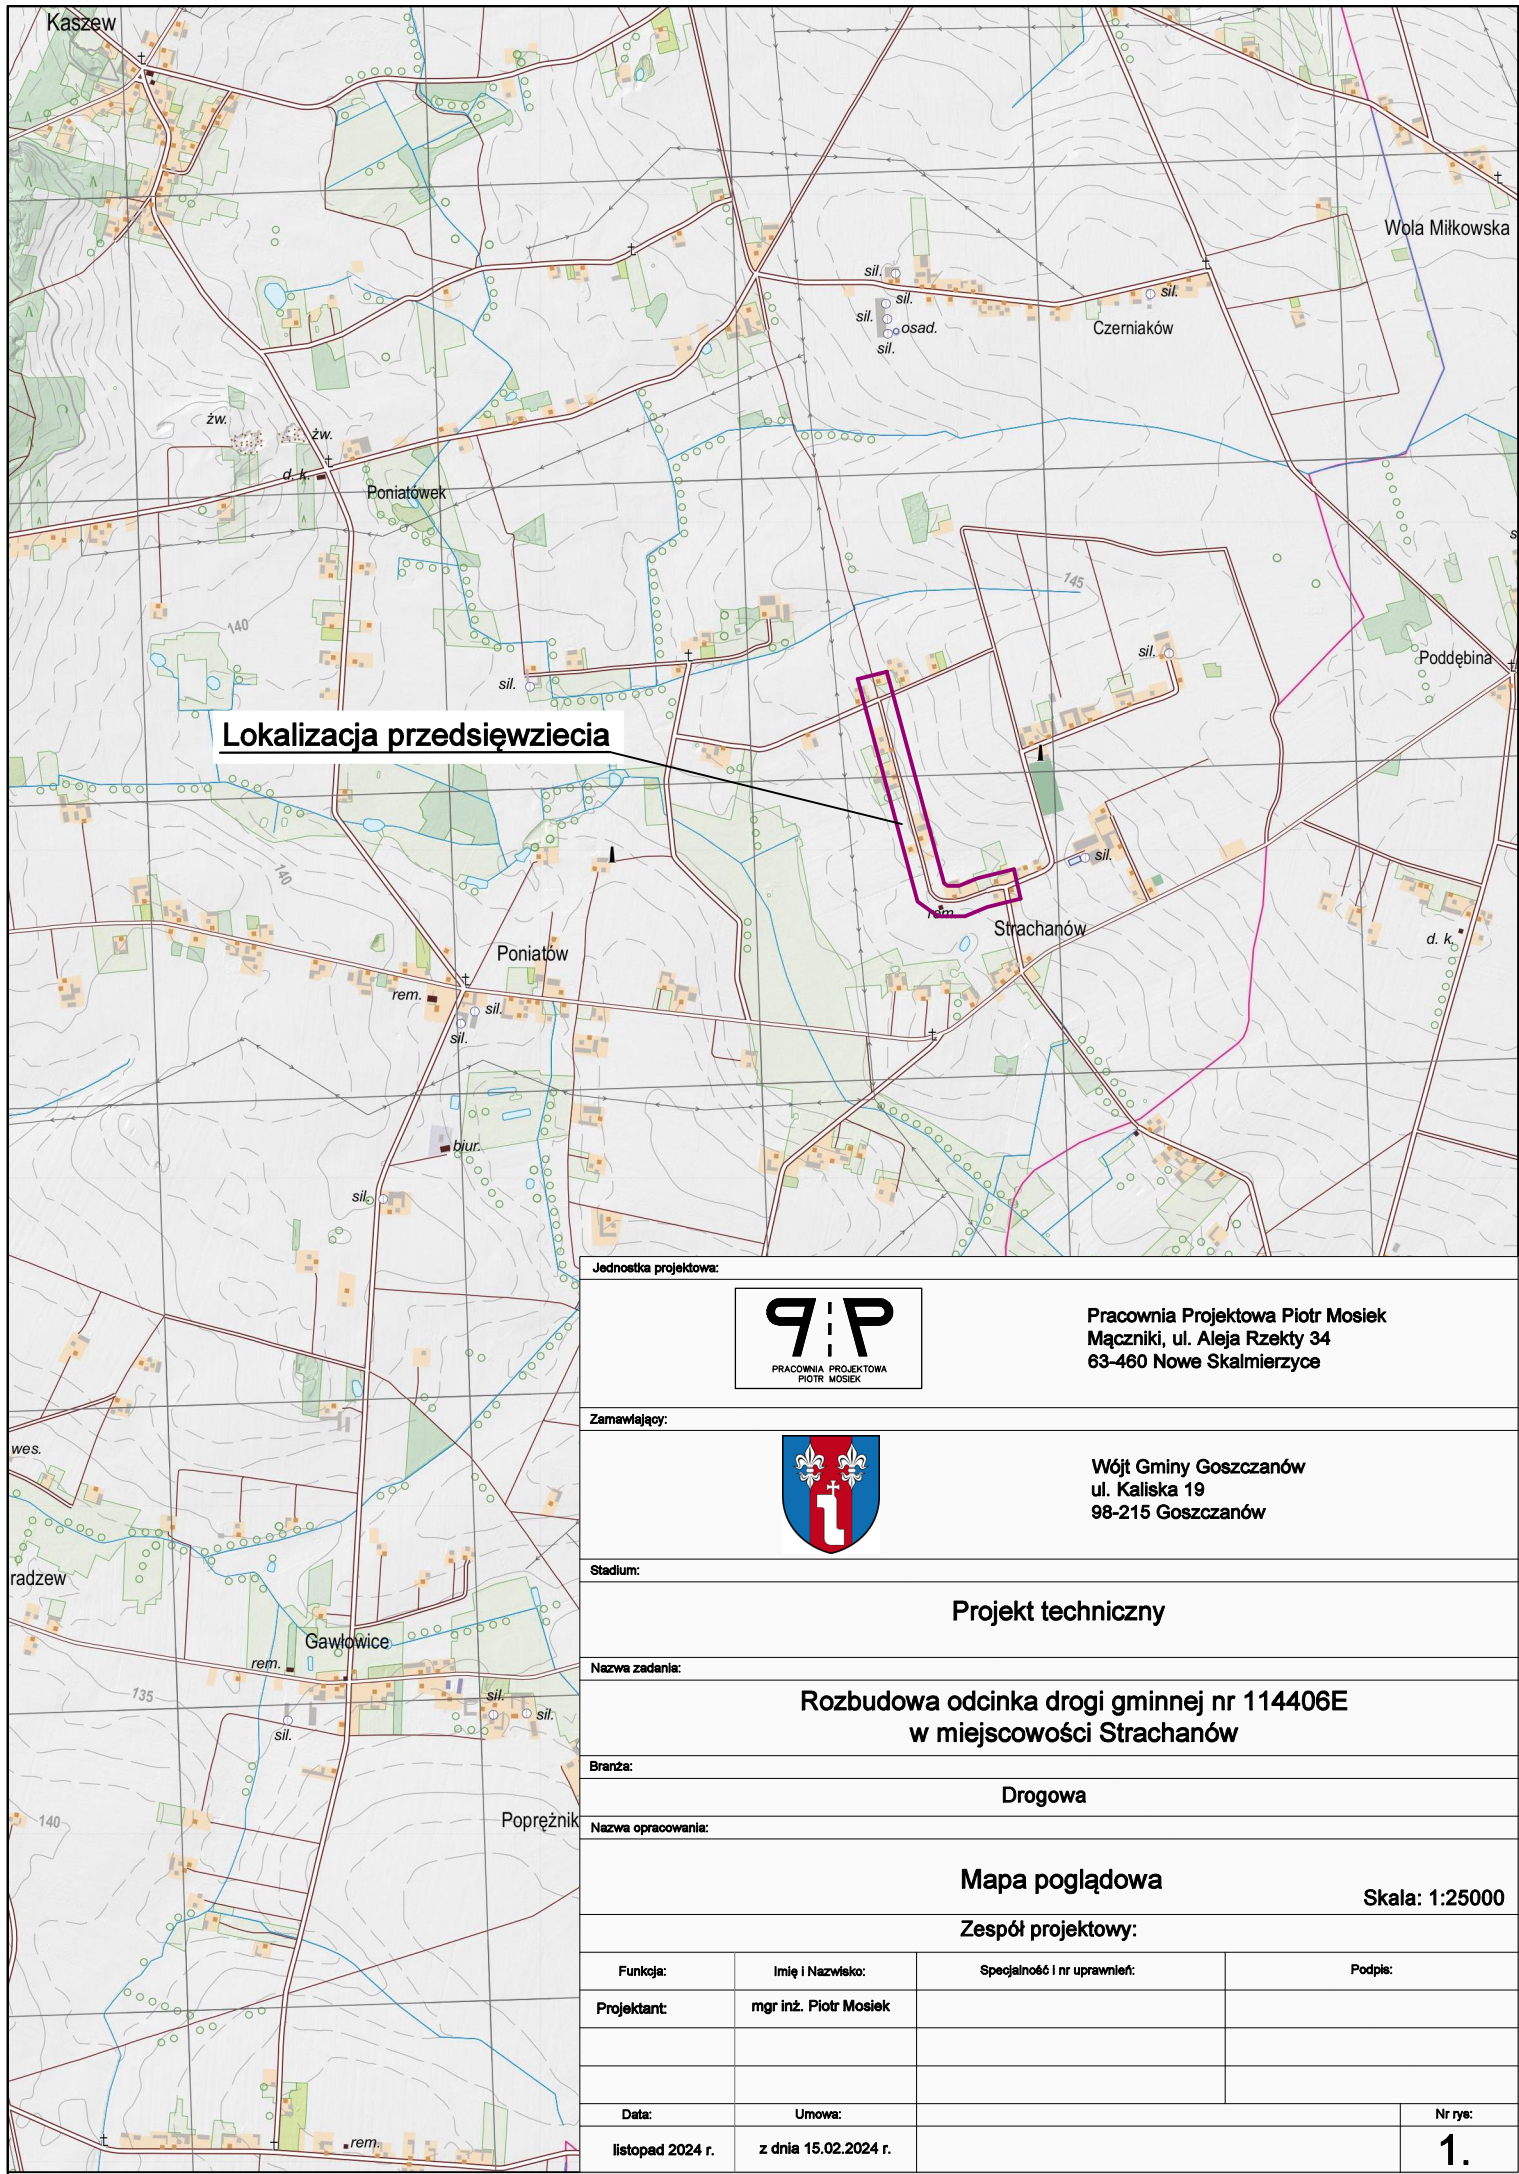 Kaszew
Wola Miłkowska
sil.
sil.
sil.
sil.
osad.
Czerniaków
sil.
żw.
żw.
d. k.
Poniatówek
145
140
sil.
Poddębina
sil.
Lokalizacja przedsięwziecia
sil.
140
rem.
Strachanów
d. k.
Poniatów
rem.
sil.
sil.
biur.
sil.
Jednostka projektowa:
PRACOWNIA PROJEKTOWA
PIOTR MOSIEK
Pracownia Projektowa Piotr Mosiek
Mączniki, ul. Aleja Rzekty 34
63-460 Nowe Skalmierzyce
Zamawiający:
Wójt Gminy Goszczanów
ul. Kaliska 19
98-215 Goszczanów
wes.
Stadium:
radzew
Projekt techniczny
Gawłowice
rem.
Nazwa zadania:
135
sil.
sil.
sil.
Rozbudowa odcinka drogi gminnej nr 114406E
w miejscowości Strachanów
Branża:
Drogowa
140
Poprężnik
Nazwa opracowania:
Mapa poglądowa
Skala: 1:25000
Zespół projektowy:
Funkcja: Imię i Nazwisko: Specjalność i nr uprawnień: Podpis:
Projektant: mgr inż. Piotr Mosiek
Data: Umowa: Nr rys:
listopad 2024 r. z dnia 15.02.2024 r. 1.
rem.